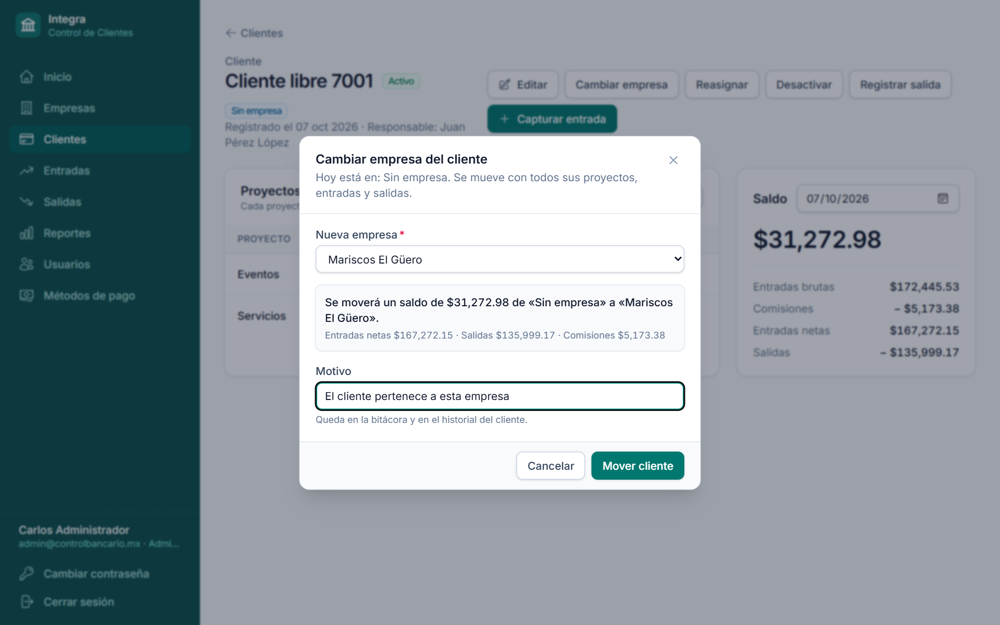 Integra
Control de Clientes
Inicio
Empresas
Clientes
Entradas
Salidas
Reportes
Usuarios
Métodos de pago
Carlos Administrador
admin@controlbancario.mx · Admi...
Cambiar contraseña
Cerrar sesión
← Clientes
Cliente
Cliente libre 7001 Activo
Sin empresa
Registrado el 07 oct 2026 · Responsable: Juan
Pérez López
Editar
Cambiar empresa
Reasignar
Desactivar
Registrar salida
+ Capturar entrada
Proyectos
Cada proyect
PROYECTO
Eventos
Servicios
Saldo 07/10/2026
$31,272.98
Entradas brutas $172,445.53
Comisiones − $5,173.38
Entradas netas $167,272.15
Salidas − $135,999.17
Cambiar empresa del cliente
Hoy está en: Sin empresa. Se mueve con todos sus proyectos,
entradas y salidas.
Nueva empresa *
Mariscos El Güero
Se moverá un saldo de $31,272.98 de «Sin empresa» a «Mariscos
El Güero».
Entradas netas $167,272.15 · Salidas $135,999.17 · Comisiones $5,173.38
Motivo
El cliente pertenece a esta empresa
Queda en la bitácora y en el historial del cliente.
Cancelar
Mover cliente